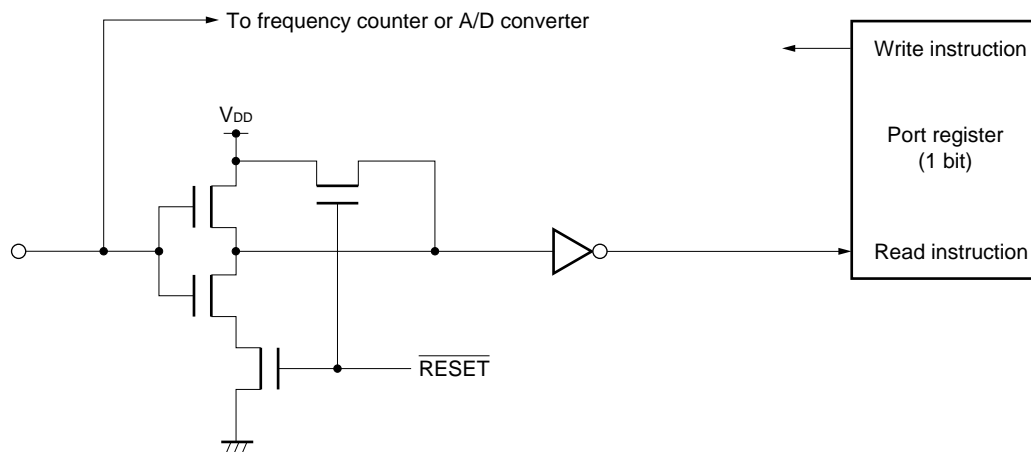 To frequency counter or A/D converter
Write instruction
VDD
Port register
(1 bit)
Read instruction
RESET